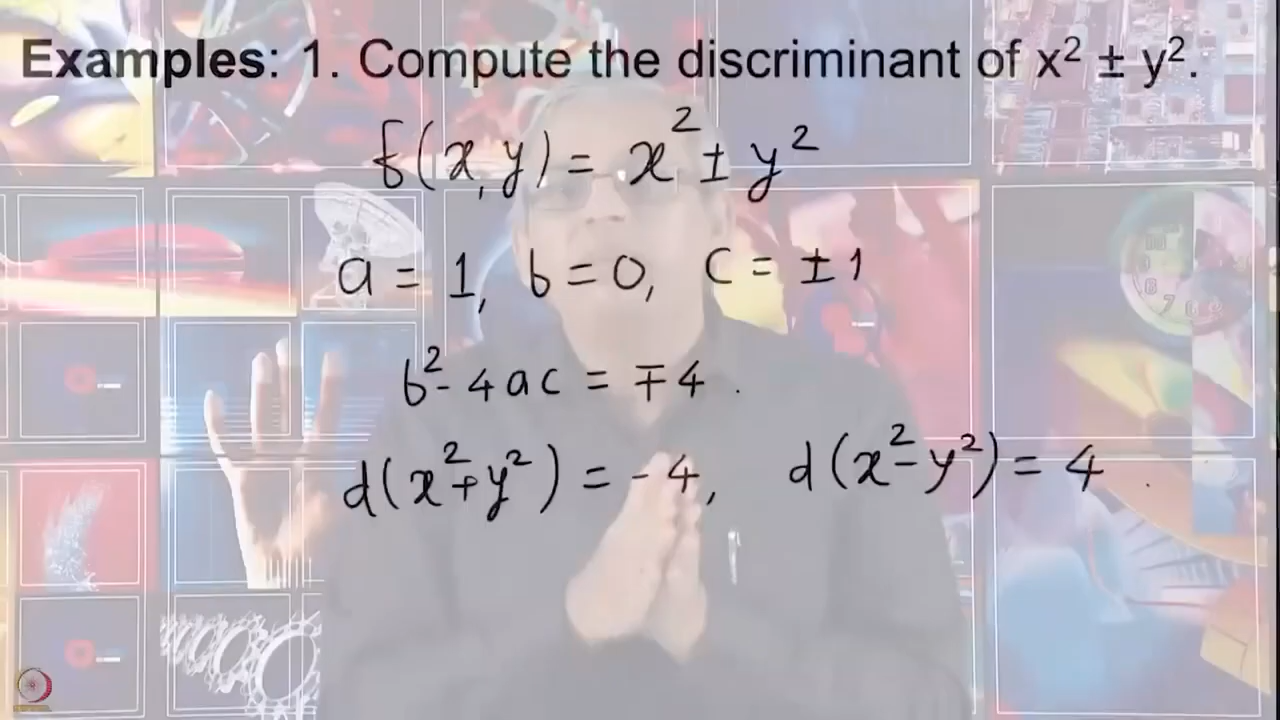 Examples: 1. Compute the discriminant of x² ± y².
f(x,y) = x² ± y²
a = 1, b = 0, c = ±1
b² - 4ac = ∓4.
d(x²+y²) = -4, d(x²-y²) = 4.